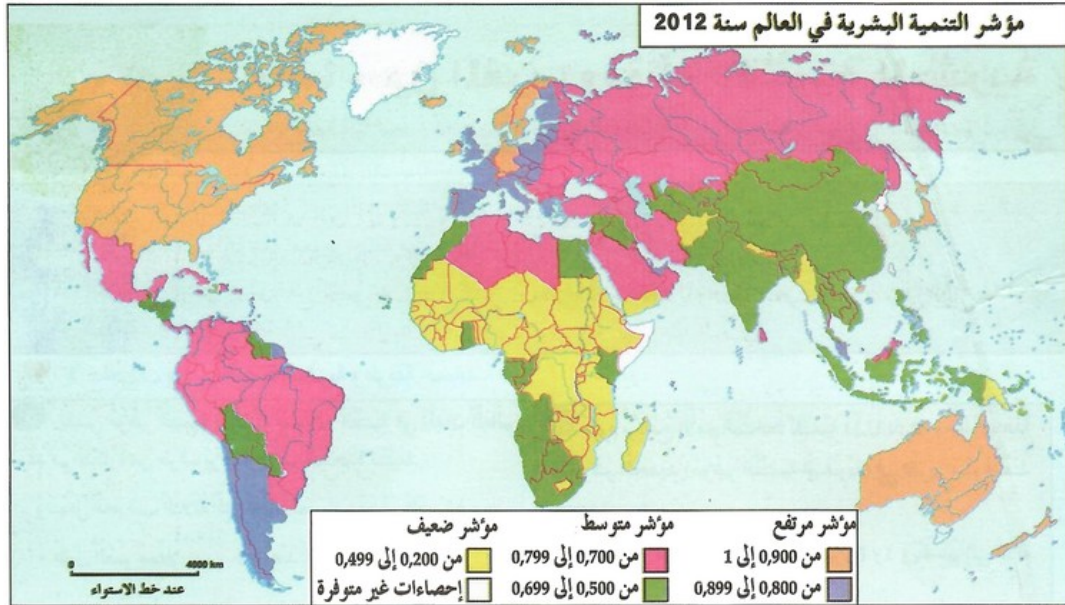 مؤشر التنمية البشرية في العالم سنة 2012
مؤشر مرتفع
من 0,900 إلى 1
من 0,800 إلى 0,899
مؤشر متوسط
من 0,700 إلى 0,799
من 0,500 إلى 0,699
مؤشر ضعيف
من 0,200 إلى 0,499
إحصاءات غير متوفرة
0 4000 km
عند خط الاستواء